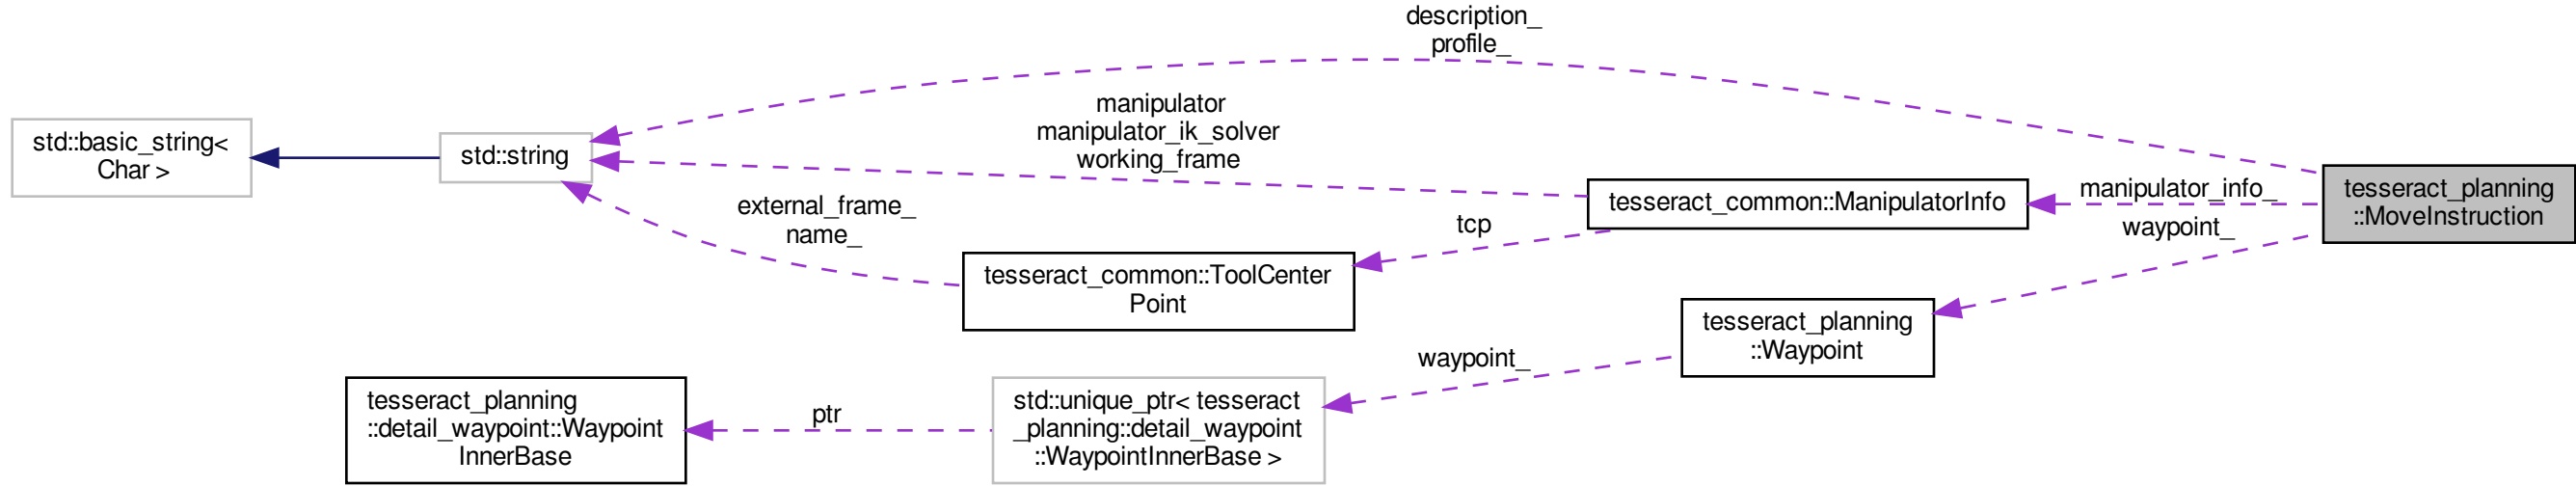 description_
profile_
manipulator
manipulator_ik_solver
working_frame
std::basic_string<
Char >
std::string
external_frame_
name_
tcp
tesseract_common::ManipulatorInfo
manipulator_info_
waypoint_
tesseract_planning
::MoveInstruction
tesseract_common::ToolCenter
Point
tesseract_planning
::Waypoint
waypoint_
tesseract_planning
::detail_waypoint::Waypoint
InnerBase
ptr
std::unique_ptr< tesseract
_planning::detail_waypoint
::WaypointInnerBase >